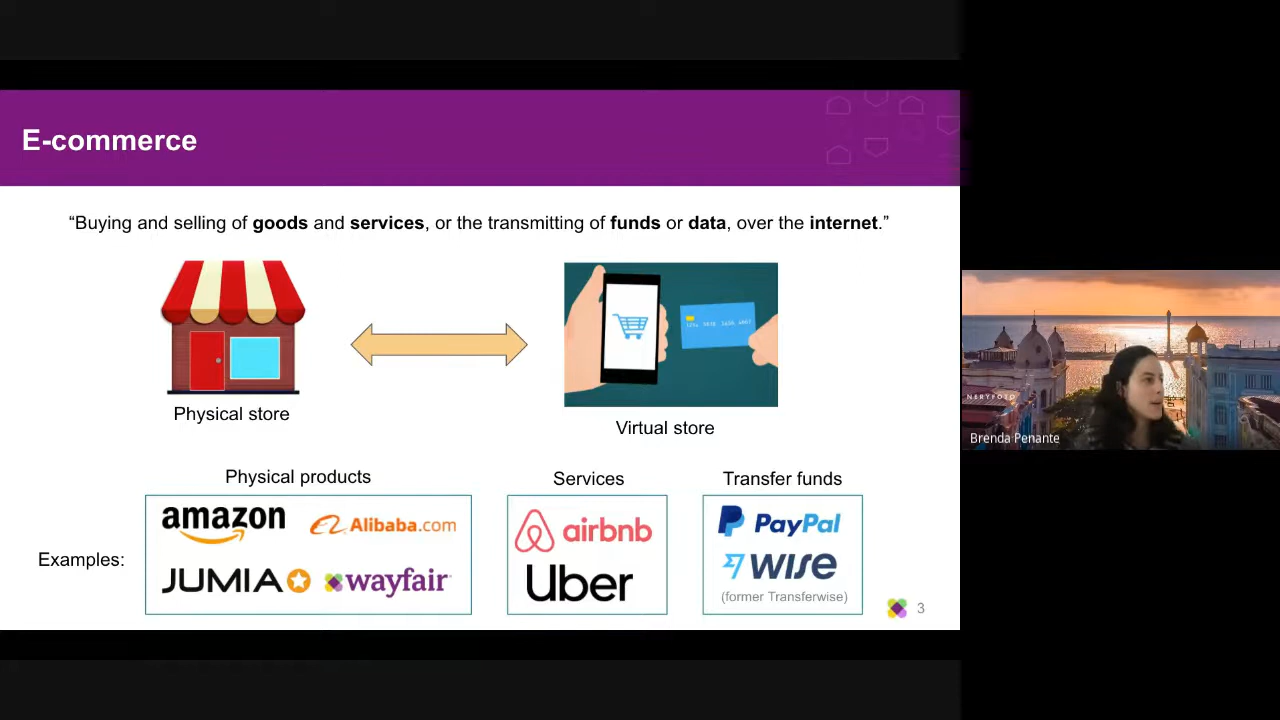 E-commerce
“Buying and selling of goods and services, or the transmitting of funds or data, over the internet.”
Physical store
Virtual store
NERYFOTO
Brenda Penante
Physical products
Services
Transfer funds
Examples:
amazon
Alibaba.com
JUMIA
wayfair
airbnb
Uber
PayPal
WISE
(former Transferwise)
3